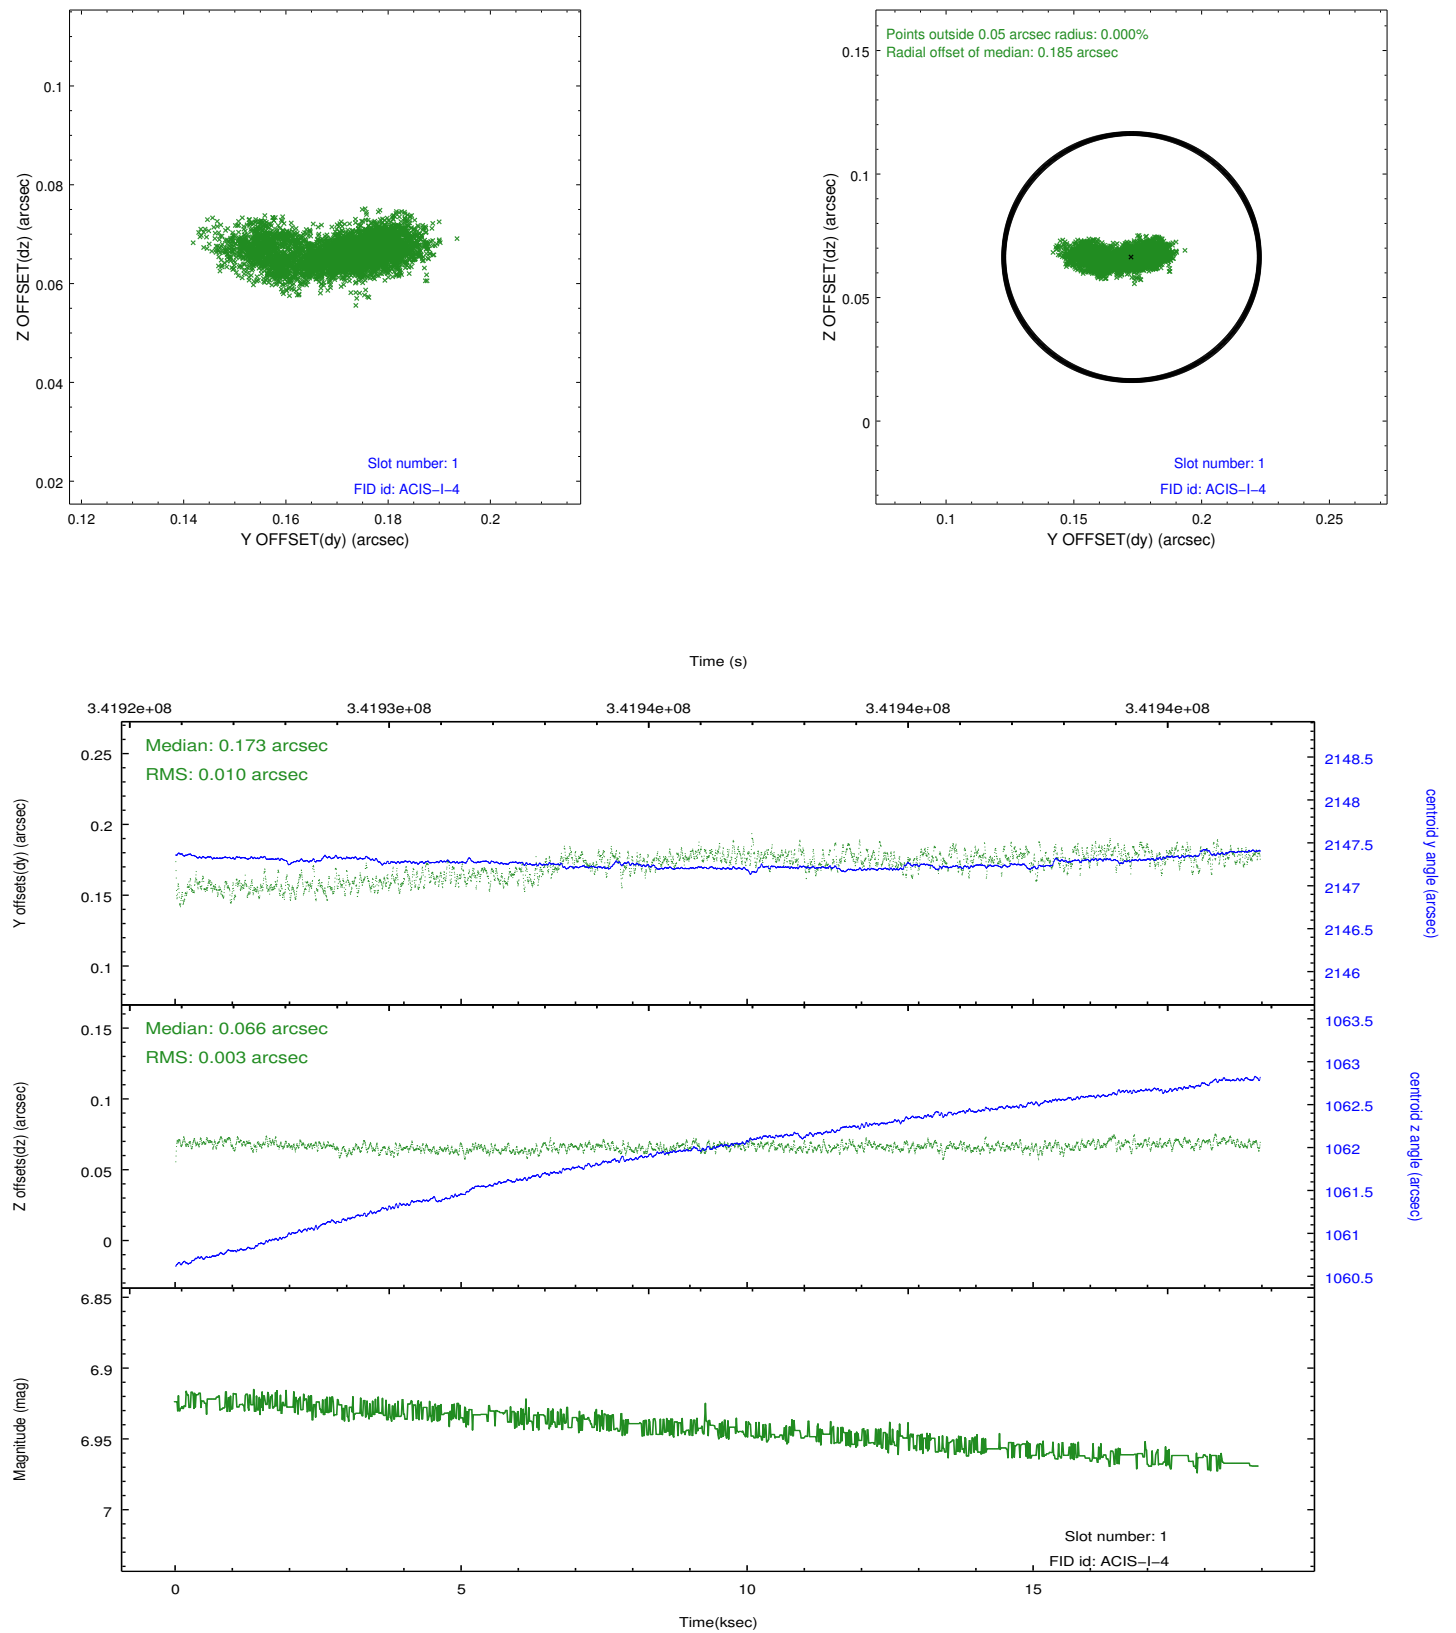 0.1
0.08
0.06
0.04
0.02
Z OFFSET(dz) (arcsec)
Slot number: 1
FID id: ACIS−I−4
0.12
0.14
0.16
0.18
0.2
Y OFFSET(dy) (arcsec)
Points outside 0.05 arcsec radius: 0.000%
Radial offset of median: 0.185 arcsec
0.15
0.1
0.05
0
Z OFFSET(dz) (arcsec)
Slot number: 1
FID id: ACIS−I−4
0.1
0.15
0.2
0.25
Y OFFSET(dy) (arcsec)
Time (s)
3.4192e+08
3.4193e+08
3.4194e+08
3.4194e+08
3.4194e+08
Median: 0.173 arcsec
RMS: 0.010 arcsec
0.25
0.2
0.15
0.1
Y offsets(dy) (arcsec)
2148.5
2148
2147.5
2147
2146.5
2146
centroid y angle (arcsec)
Median: 0.066 arcsec
RMS: 0.003 arcsec
0.15
0.1
0.05
0
Z offsets(dz) (arcsec)
1063.5
1063
1062.5
1062
1061.5
1061
1060.5
centroid z angle (arcsec)
6.85
6.9
6.95
7
Magnitude (mag)
Slot number: 1
FID id: ACIS−I−4
0
5
10
15
Time(ksec)